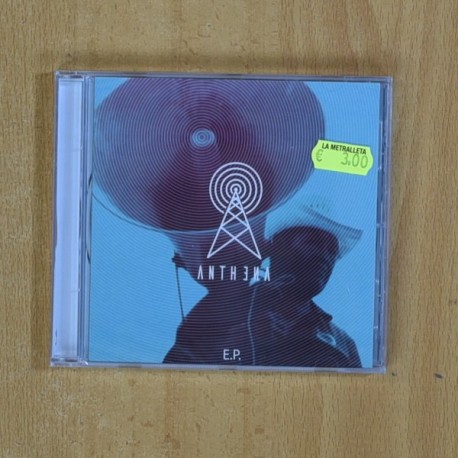 LA METRALLETA
€ 3,00
ANTHENA
E.P.